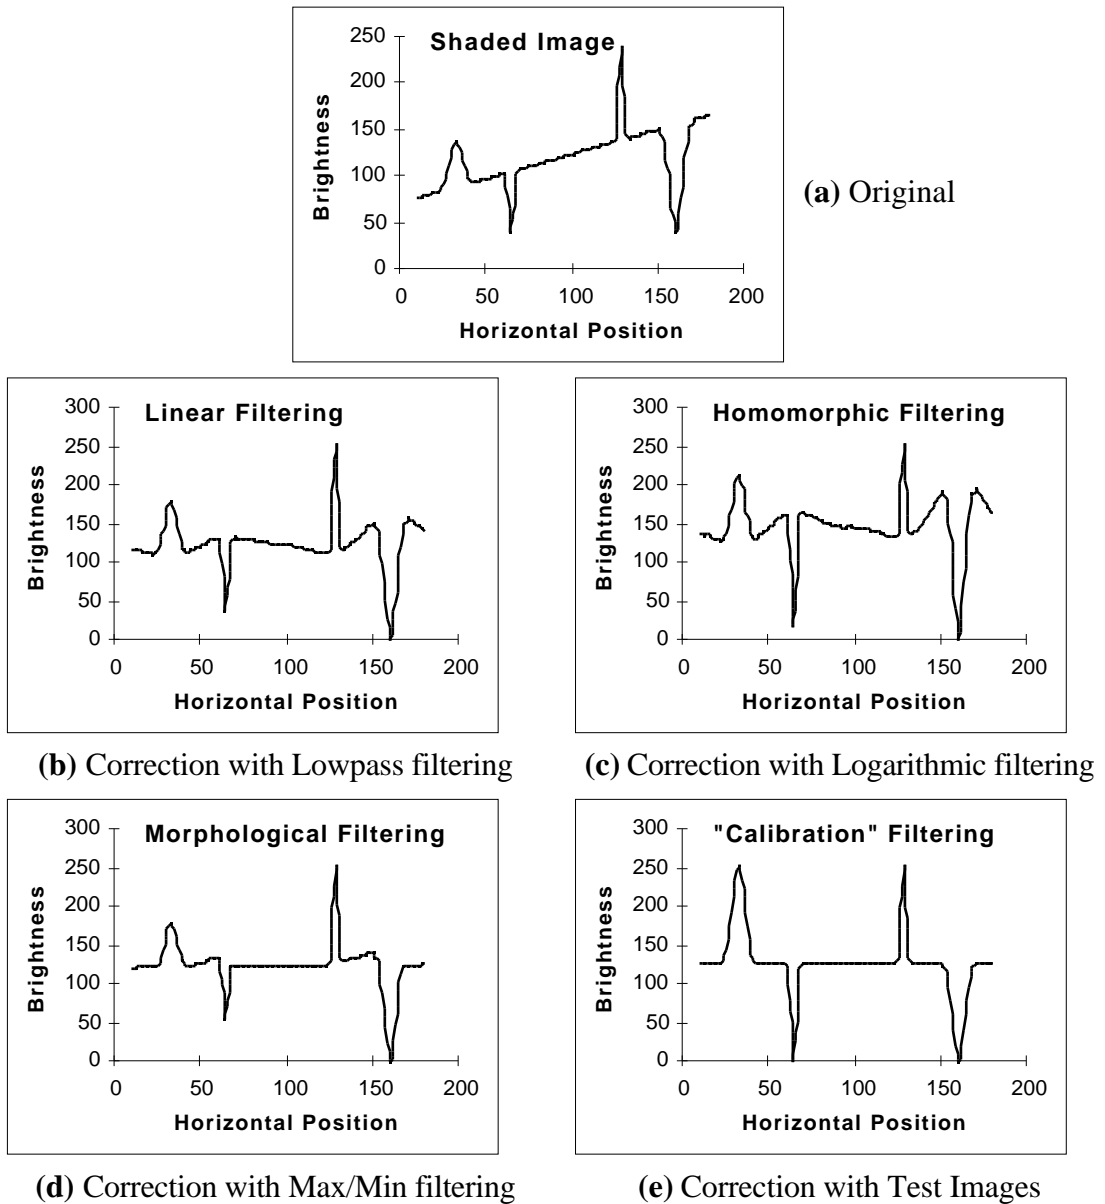 Shaded Image
250
200
150
100
50
0
Brightness
0 50 100 150 200
Horizontal Position
(a) Original
Linear Filtering
300
250
200
150
100
50
0
Brightness
0 50 100 150 200
Horizontal Position
(b) Correction with Lowpass filtering
Homomorphic Filtering
300
250
200
150
100
50
0
Brightness
0 50 100 150 200
Horizontal Position
(c) Correction with Logarithmic filtering
Morphological Filtering
300
250
200
150
100
50
0
Brightness
0 50 100 150 200
Horizontal Position
(d) Correction with Max/Min filtering
"Calibration" Filtering
300
250
200
150
100
50
0
Brightness
0 50 100 150 200
Horizontal Position
(e) Correction with Test Images